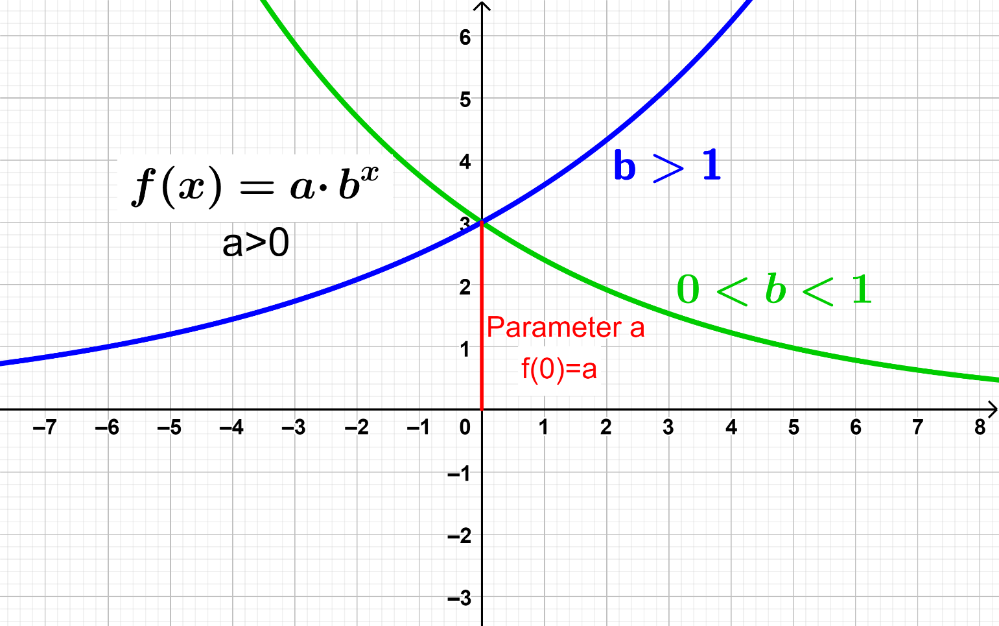 6
5
4
3
2
1
f(x) = a· b^x
a>0
b > 1
0 < b < 1
Parameter a
f(0)=a
–7 –6 –5 –4 –3 –2 –1 0 1 2 3 4 5 6 7 8
–1
–2
–3